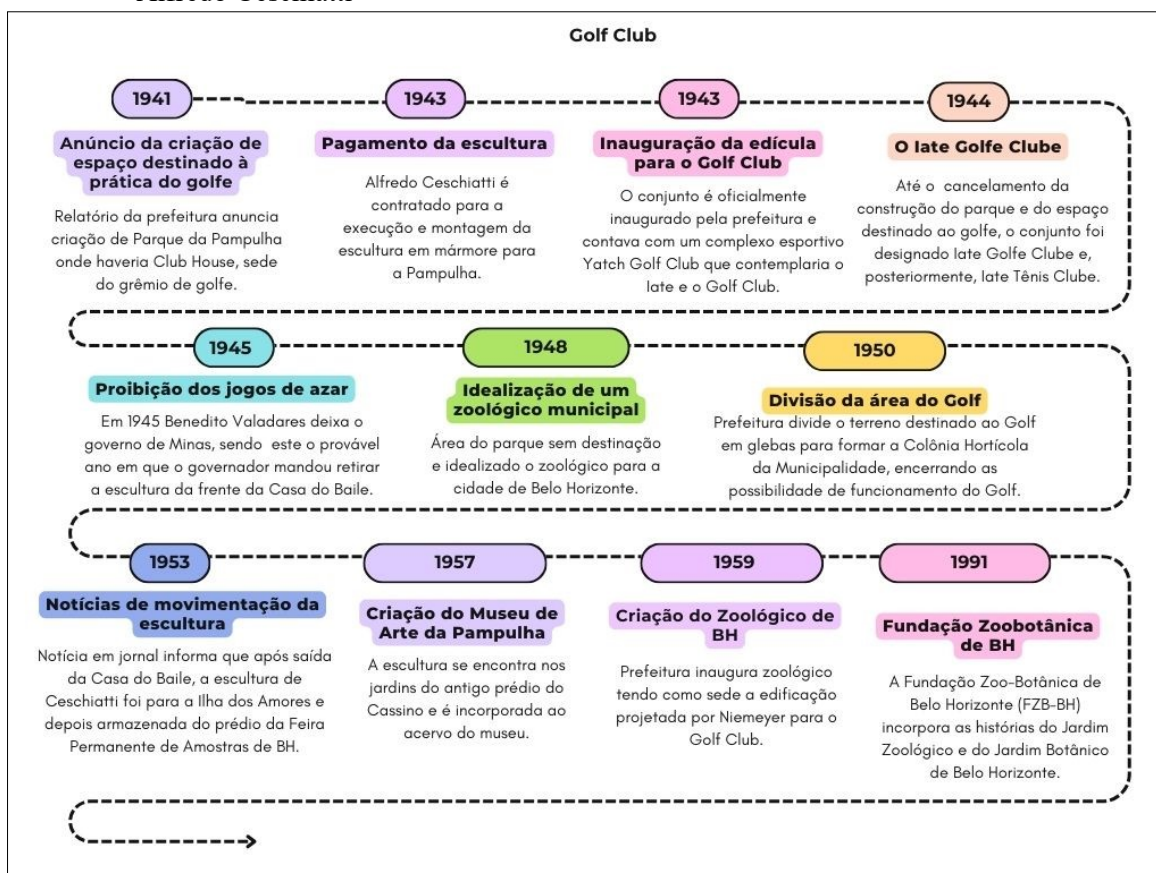 Golf Club
1941
Anúncio da criação de
espaço destinado à
prática do golfe
Relatório da prefeitura anuncia
criação de Parque da Pampulha
onde haveria Club House, sede
do grêmio de golfe.
1943
Pagamento da escultura
Alfredo Ceschiatti é
contratado para a
execução e montagem da
escultura em mármore para
a Pampulha.
1943
Inauguração da edícula
para o Golf Club
O conjunto é oficialmente
inaugurado pela prefeitura e
contava com um complexo esportivo
Yatch Golf Club que contemplaria o
Iate e o Golf Club.
1944
O Iate Golfe Clube
Até o cancelamento da
construção do parque e do espaço
destinado ao golfe, o conjunto foi
designado Iate Golfe Clube e,
posteriormente, Iate Tênis Clube.
1945
Proibição dos jogos de azar
Em 1945 Benedito Valadares deixa o
governo de Minas, sendo este o provável
ano em que o governador mandou retirar
a escultura da frente da Casa do Baile.
1948
Idealização de um
zoológico municipal
Área do parque sem destinação
e idealizado o zoológico para a
cidade de Belo Horizonte.
1950
Divisão da área do Golf
Prefeitura divide o terreno destinado ao Golf
em glebas para formar a Colônia Hortícola
da Municipalidade, encerrando as
possibilidade de funcionamento do Golf.
1953
Notícias de movimentação da
escultura
Notícia em jornal informa que após saída
da Casa do Baile, a escultura de
Ceschiatti foi para a Ilha dos Amores e
depois armazenada do prédio da Feira
Permanente de Amostras de BH.
1957
Criação do Museu de
Arte da Pampulha
A escultura se encontra nos
jardins do antigo prédio do
Cassino e é incorporada ao
acervo do museu.
1959
Criação do Zoológico de
BH
Prefeitura inaugura zoológico
tendo como sede a edificação
projetada por Niemeyer para o
Golf Club.
1991
Fundação Zoobotânica
de BH
A Fundação Zoo-Botânica de
Belo Horizonte (FZB-BH)
incorpora as histórias do Jardim
Zoológico e do Jardim Botânico
de Belo Horizonte.